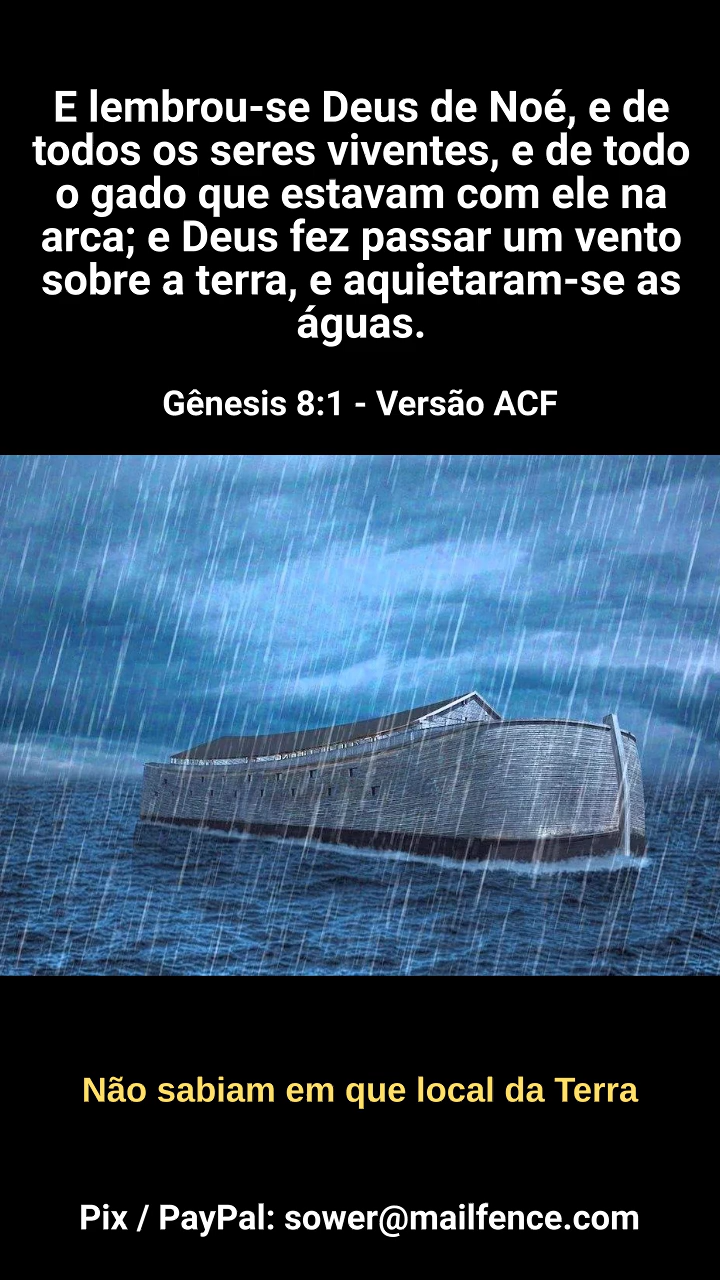 E lembrou-se Deus de Noé, e de
todos os seres viventes, e de todo
o gado que estavam com ele na
arca; e Deus fez passar um vento
sobre a terra, e aquietaram-se as
águas.
Gênesis 8:1 - Versão ACF
Não sabiam em que local da Terra
Pix / PayPal: sower@mailfence.com